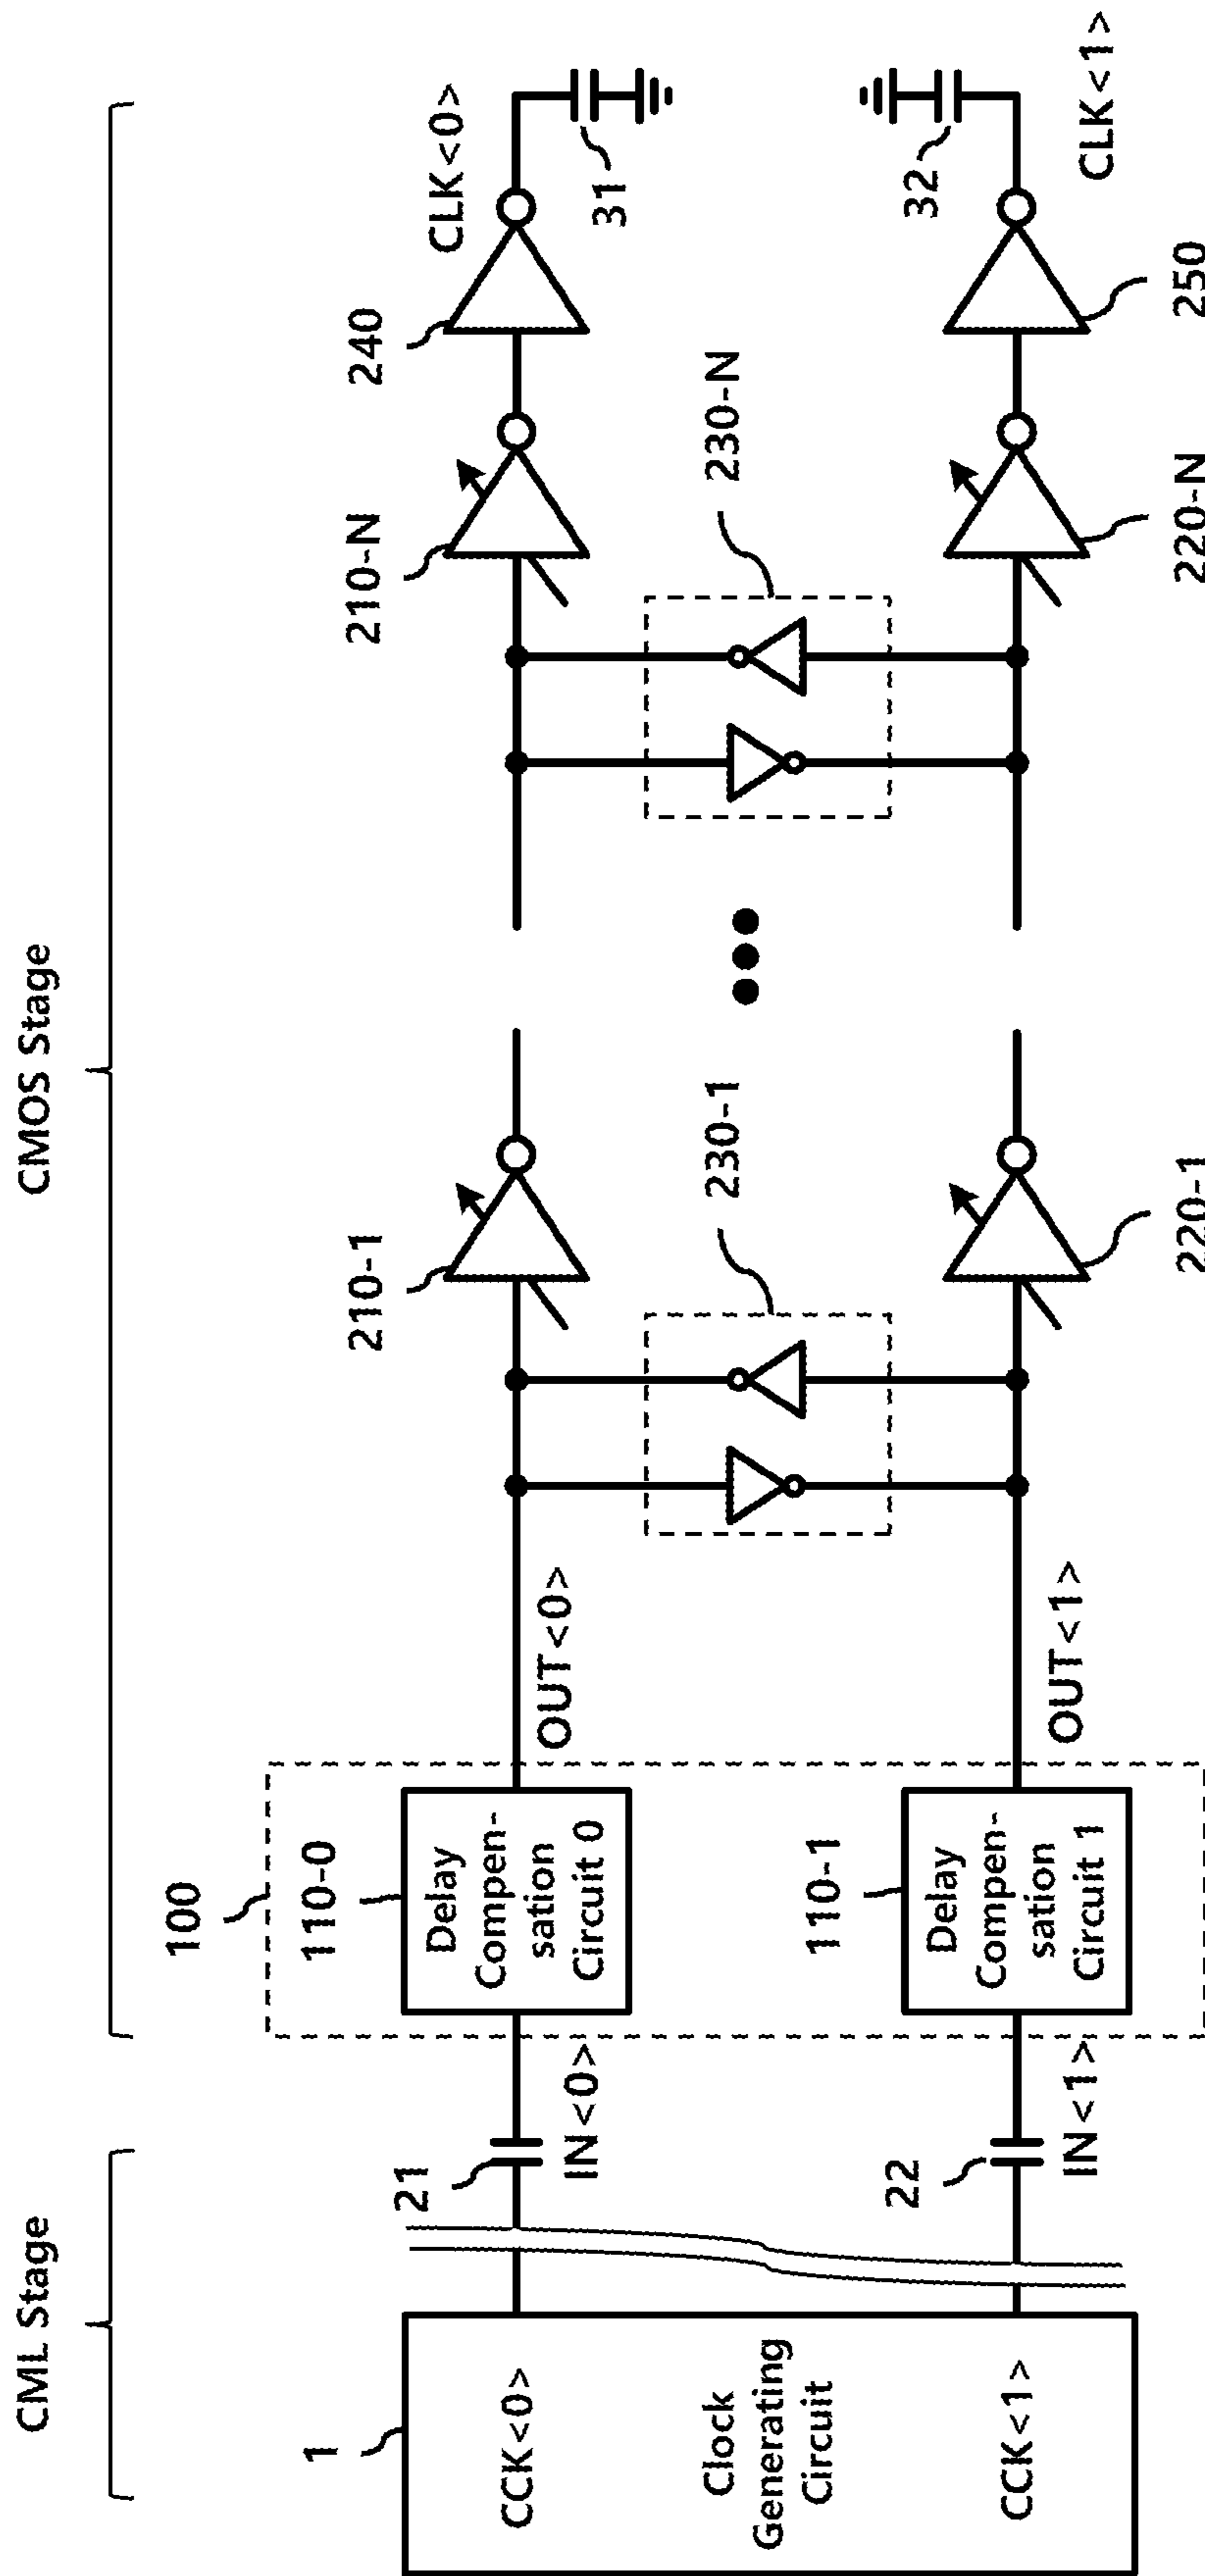 CML Stage
CMOS Stage
1
CCK<0>
Clock
Generating
Circuit
CCK<1>
21
IN<0>
22
IN<1>
100
110-0
Delay
Compen-
sation
Circuit 0
110-1
Delay
Compen-
sation
Circuit 1
OUT<0>
OUT<1>
210-1
230-1
220-1
210-N
230-N
220-N
240
250
CLK<0>
31
32
CLK<1>